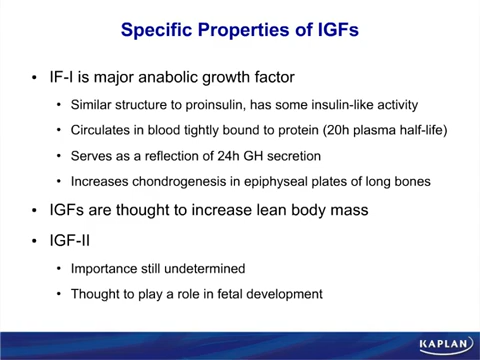 Specific Properties of IGFs
• IF-I is major anabolic growth factor
• Similar structure to proinsulin, has some insulin-like activity
• Circulates in blood tightly bound to protein (20h plasma half-life)
• Serves as a reflection of 24h GH secretion
• Increases chondrogenesis in epiphyseal plates of long bones
• IGFs are thought to increase lean body mass
• IGF-II
• Importance still undetermined
• Thought to play a role in fetal development
KAPLAN